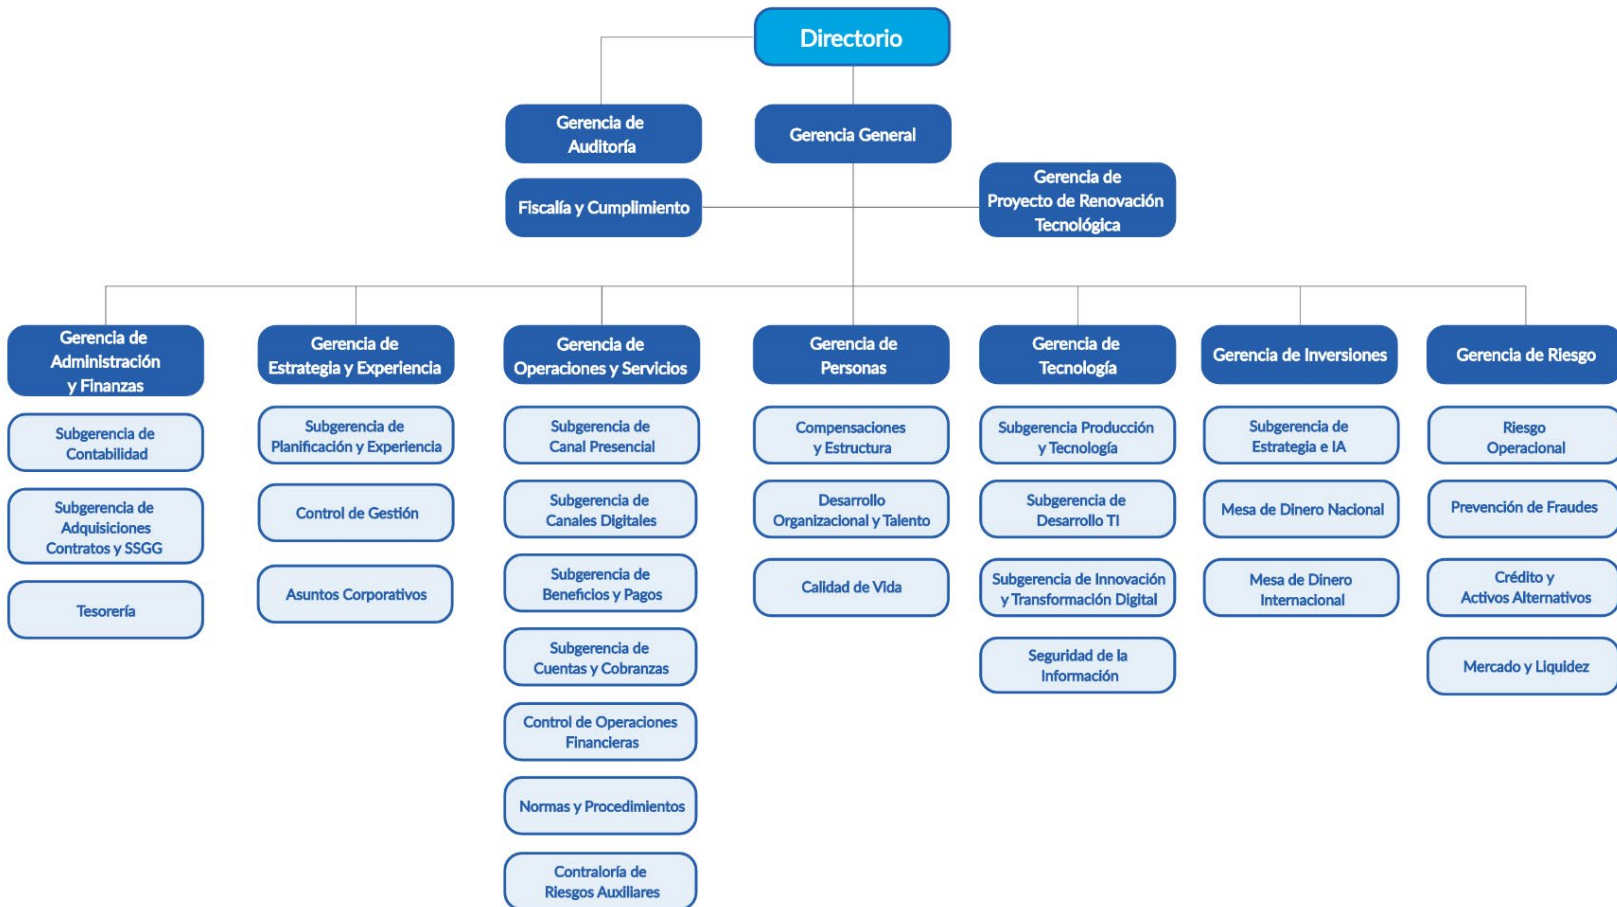 Directorio
Gerencia de
Auditoría
Gerencia General
Fiscalía y Cumplimiento
Gerencia de
Proyecto de Renovación
Tecnológica
Gerencia de
Administración
y Finanzas
Subgerencia de
Contabilidad
Subgerencia de
Adquisiciones
Contratos y SSGG
Tesorería
Gerencia de
Estrategia y Experiencia
Subgerencia de
Planificación y Experiencia
Control de Gestión
Asuntos Corporativos
Gerencia de
Operaciones y Servicios
Subgerencia de
Canal Presencial
Subgerencia de
Canales Digitales
Subgerencia de
Beneficios y Pagos
Subgerencia de
Cuentas y Cobranzas
Control de Operaciones
Financieras
Normas y Procedimientos
Contraloría de
Riesgos Auxiliares
Gerencia de
Personas
Compensaciones
y Estructura
Desarrollo
Organizacional y Talento
Calidad de Vida
Gerencia de
Tecnología
Subgerencia Producción
y Tecnología
Subgerencia de
Desarrollo TI
Subgerencia de Innovación
y Transformación Digital
Seguridad de la
Información
Gerencia de Inversiones
Subgerencia de
Estrategia e IA
Mesa de Dinero Nacional
Mesa de Dinero
Internacional
Gerencia de Riesgo
Riesgo
Operacional
Prevención de Fraudes
Crédito y
Activos Alternativos
Mercado y Liquidez